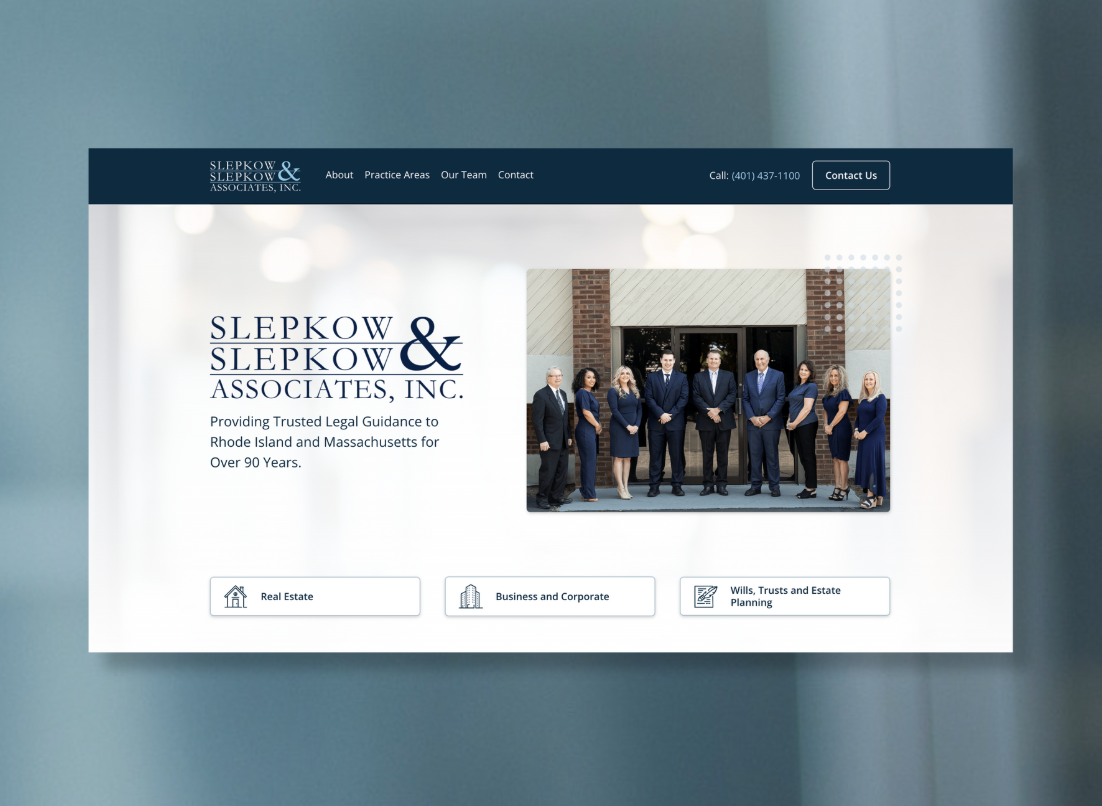 SLEPKOW &
SLEPKOW
ASSOCIATES, INC.
About Practice Areas Our Team Contact
Call: (401) 437-1100 Contact Us
SLEPKOW &
SLEPKOW
ASSOCIATES, INC.
Providing Trusted Legal Guidance to
Rhode Island and Massachusetts for
Over 90 Years.
Real Estate
Business and Corporate
Wills, Trusts and Estate
Planning